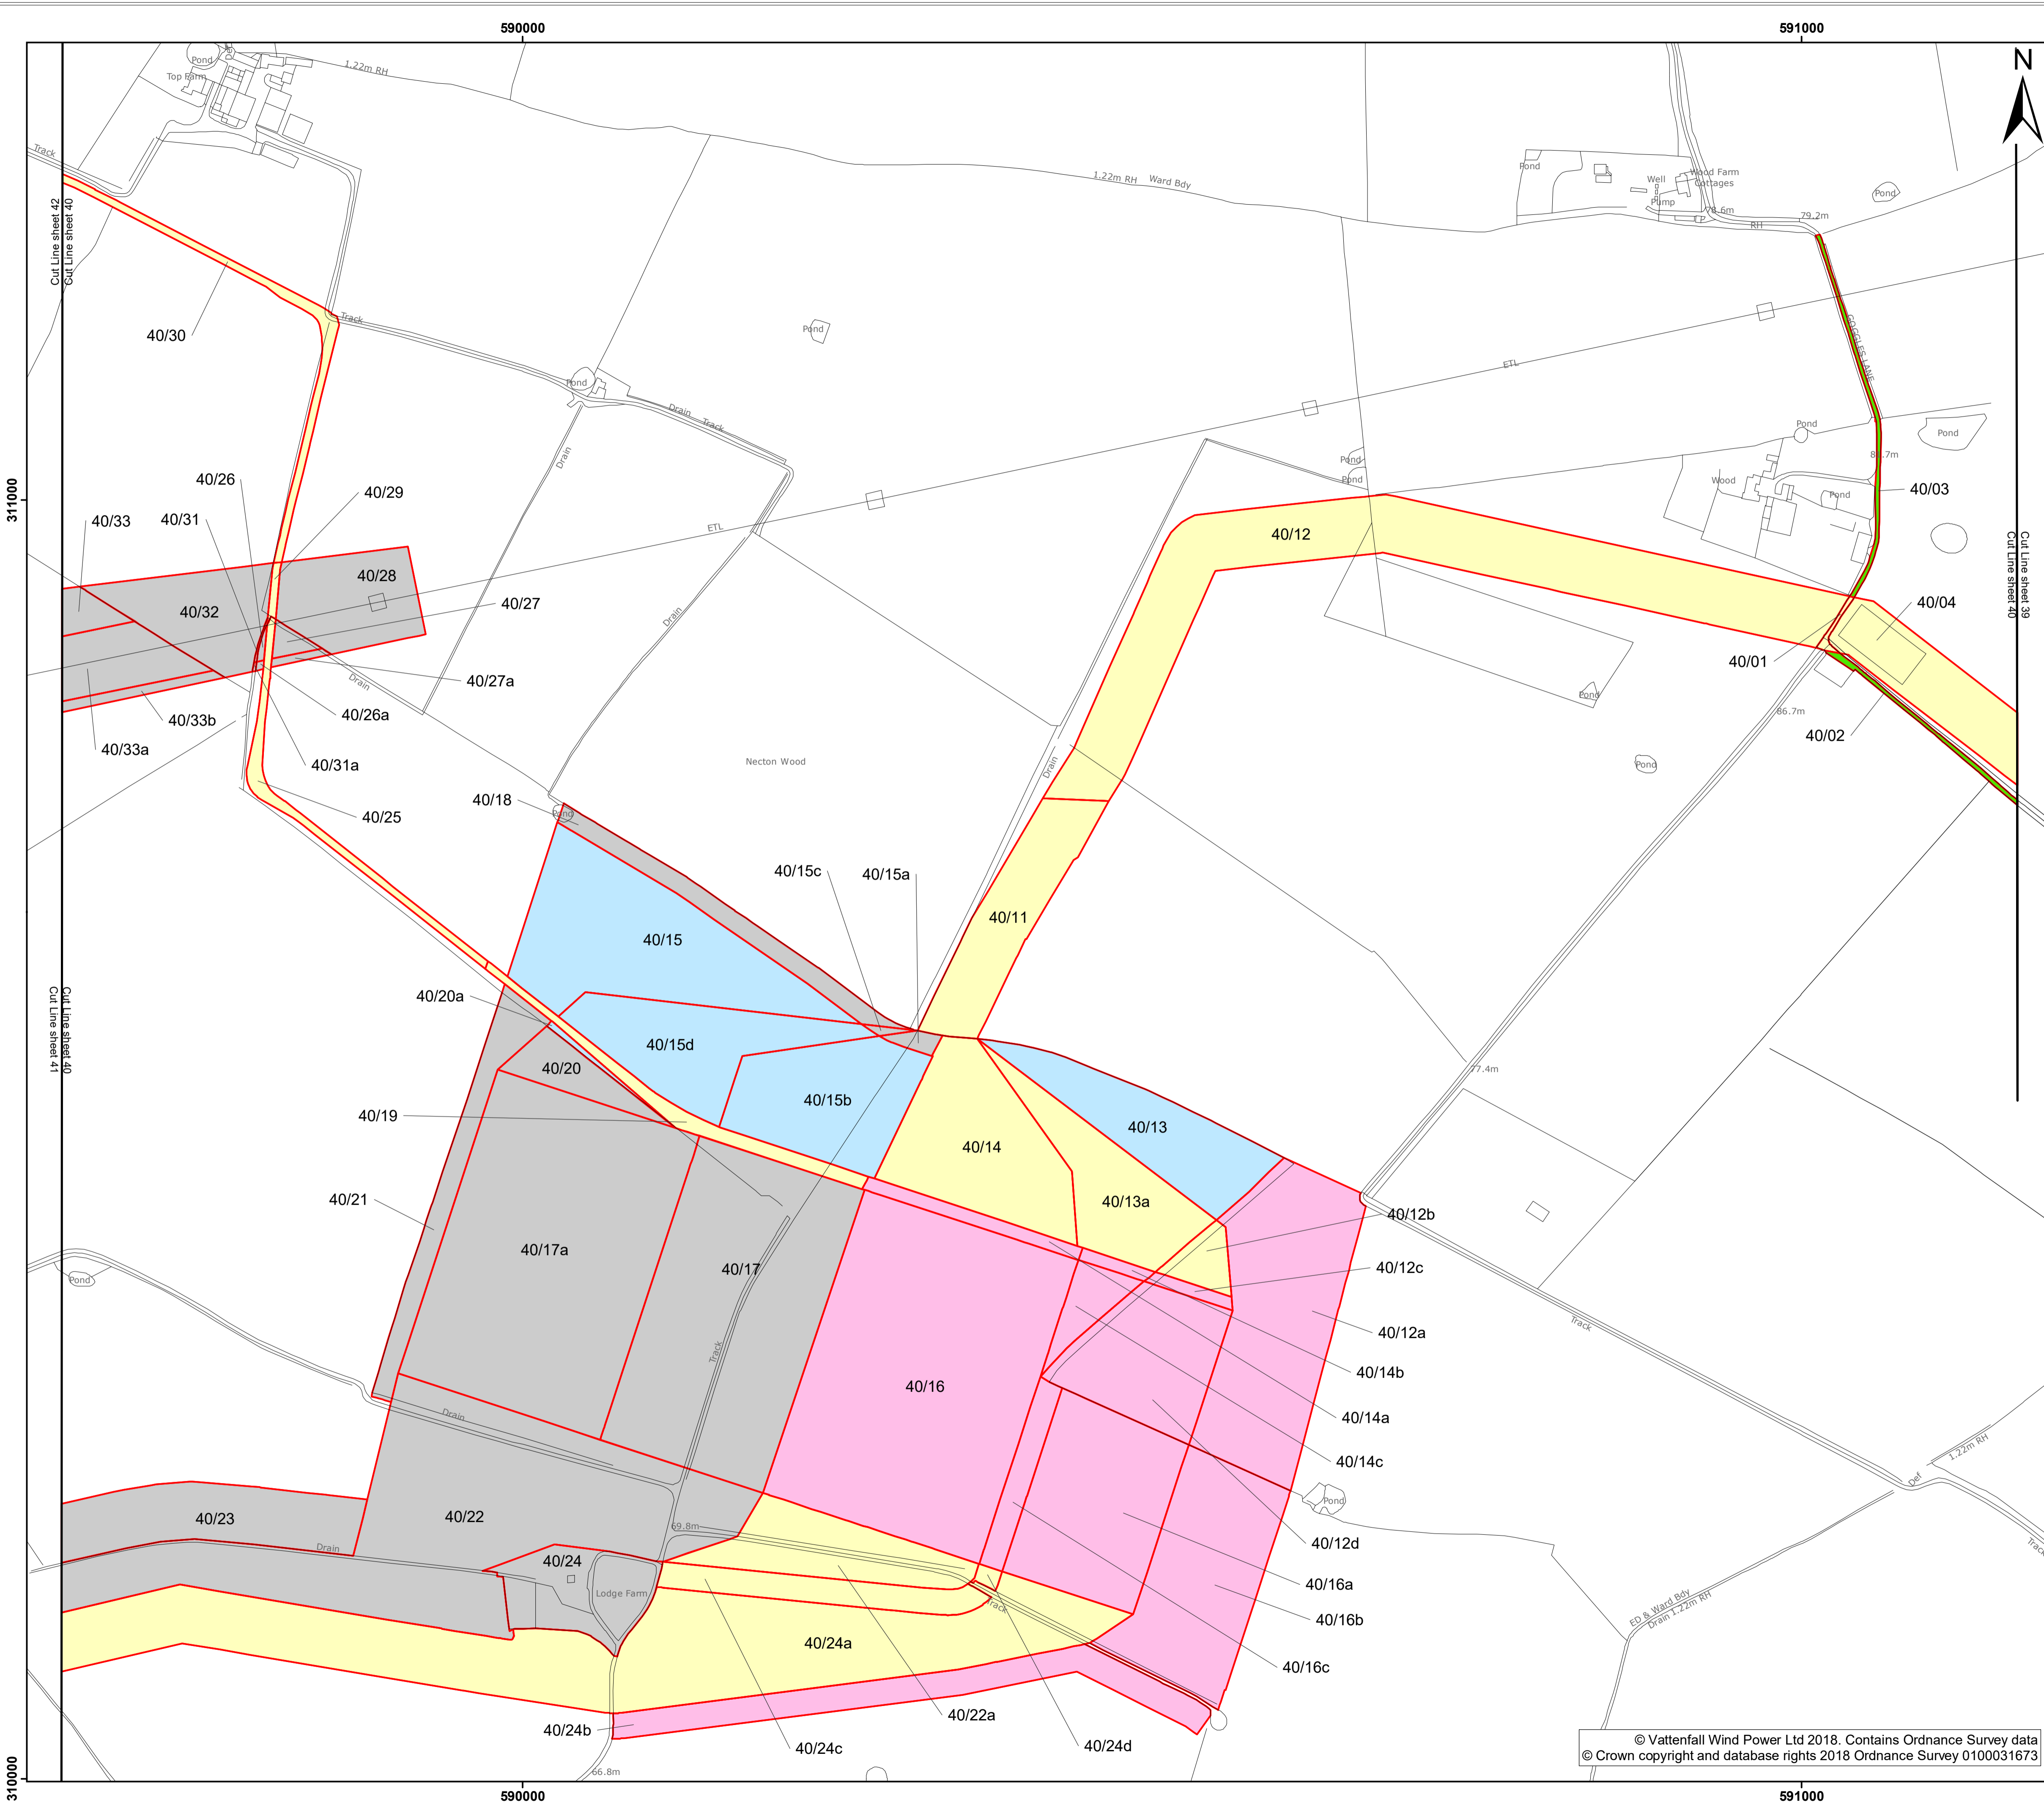 590000
591000
N
Pond
Top Farm
1.22m RH
Track
1.22m RH
Ward Bdy
Pond
Well
Wood Farm
Cottages
Pump
78.6m
79.2m
RH
Pond
Cut Line sheet 42
Cut Line sheet 40
40/30
Track
Pond
GOGGLES LANE
ETL
Pond
Drain
Track
Drain
Pond
Pond
Pond
Pond
Wood
Pond
40/03
311000
40/26
40/29
40/33
40/31
ETL
40/12
Cut Line sheet 39
Cut Line sheet 40
40/28
40/32
40/27
40/04
Drain
40/01
40/27a
Drain
40/26a
40/33b
40/33a
Pond
86.7m
40/02
40/31a
Necton Wood
Drain
Pond
40/25
40/18
Pond
40/15c
40/15a
40/11
40/15
40/20a
Cut Line sheet 40
Cut Line sheet 41
40/15d
40/20
77.4m
40/15b
40/19
40/13
40/14
40/21
40/13a
40/12b
40/17a
40/17
40/12c
Pond
Track
40/12a
Track
40/14b
40/16
40/14a
Drain
40/14c
1.22m RH
Def
Pond
40/23
40/22
69.8m
Drain
40/12d
Track
40/24
Lodge Farm
40/16a
Track
40/16b
ED & Ward Bdy
Drain 1.22m RH
40/24a
40/16c
40/22a
40/24b
40/24c
40/24d
66.8m
© Vattenfall Wind Power Ltd 2018. Contains Ordnance Survey data
© Crown copyright and database rights 2018 Ordnance Survey 0100031673
310000
590000
591000